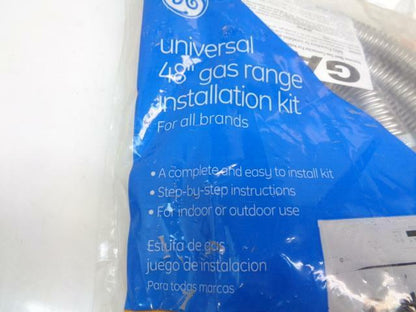 universal
48" gas range
installation kit
For all brands
• A complete and easy to install kit
• Step-by-step instructions
• For indoor or outdoor use
Estufa de gas
juego de instalacion
Para todas marcas
GA